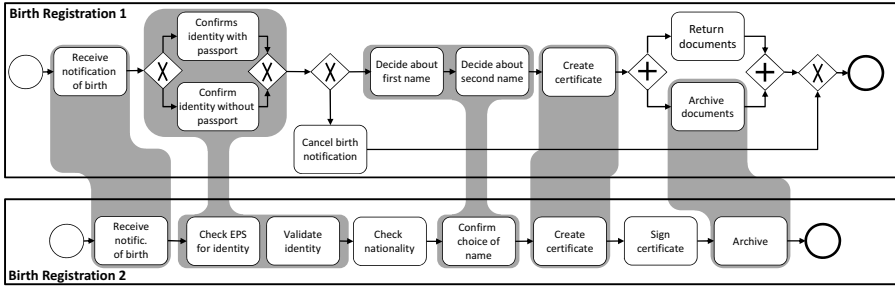 Birth Registration 1
Receive
notification
of birth
Confirms
identity with
passport
Confirm
identity without
passport
X
X
X
Cancel birth
notification
Decide about
first name
Decide about
second name
Create
certificate
+
Return
documents
Archive
documents
+
X
Receive
notific.
of birth
Check EPS
for identity
Validate
identity
Check
nationality
Confirm
choice of
name
Create
certificate
Sign
certificate
Archive
Birth Registration 2